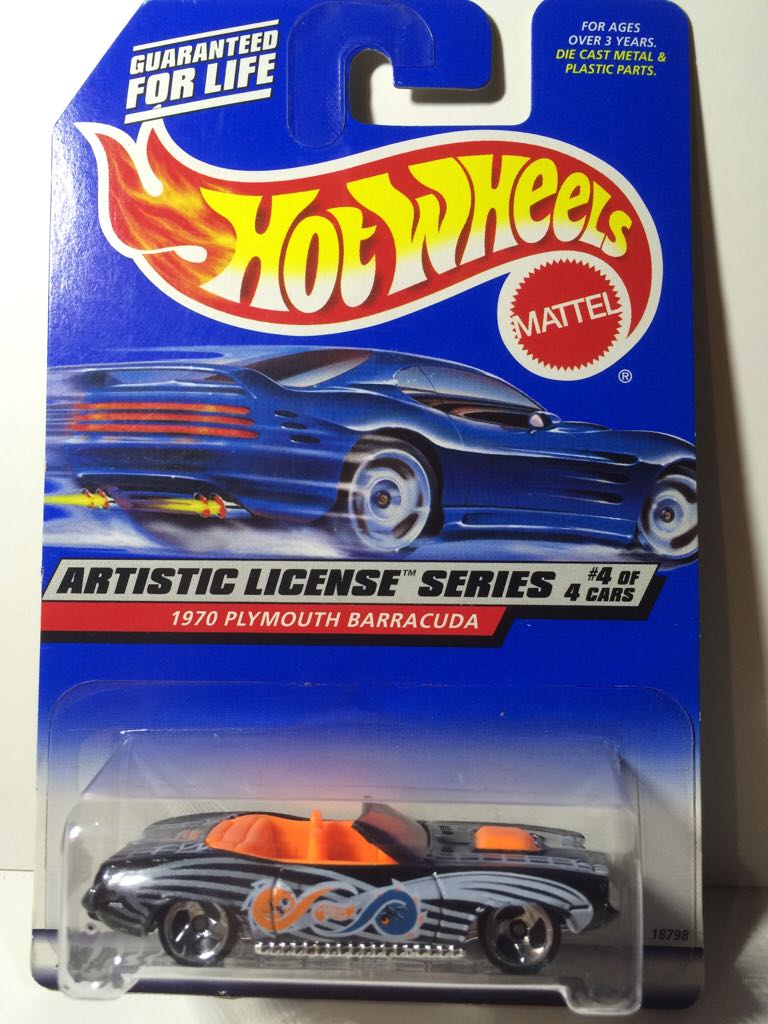 GUARANTEED
FOR LIFE
FOR AGES
OVER 3 YEARS.
DIE CAST METAL &
PLASTIC PARTS.
Hot Wheels
MATTEL
®
ARTISTIC LICENSE™ SERIES #4 OF 4 CARS
1970 PLYMOUTH BARRACUDA
18798